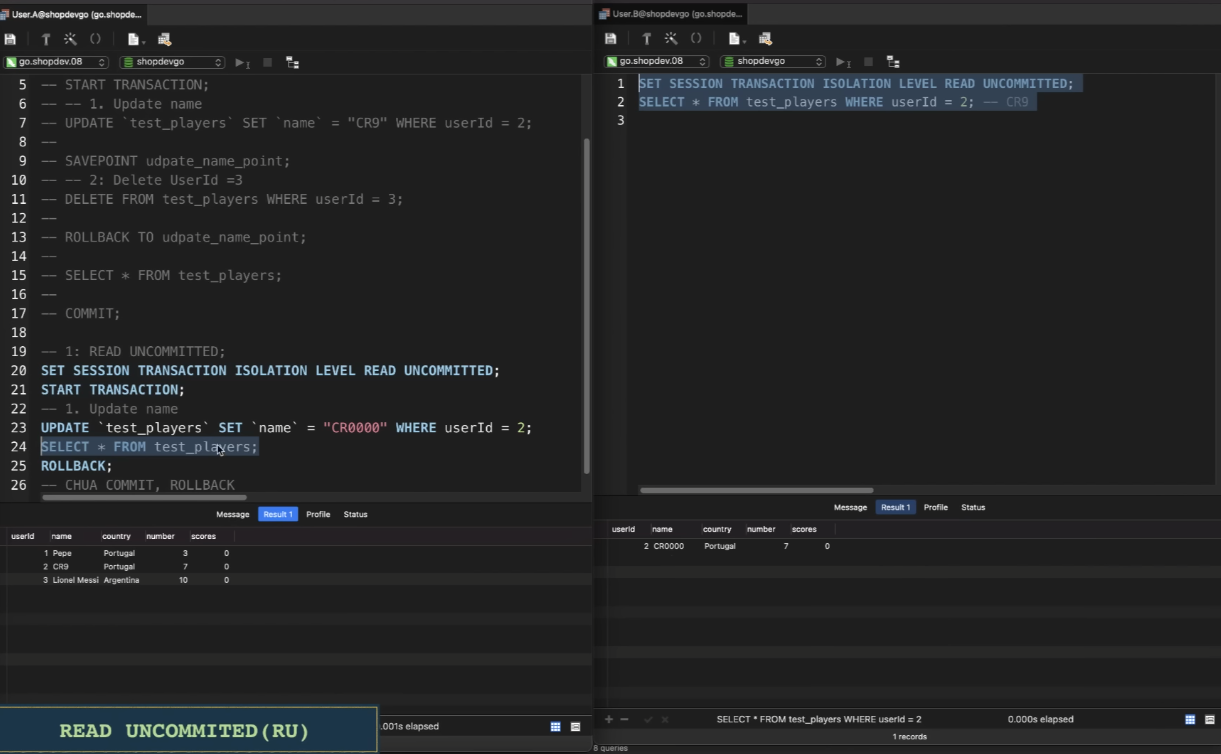 User.A@shopdevgo (go.shopde...
go.shopdev.08 shopdevgo
5 -- START TRANSACTION;
6 -- -- 1. Update name
7 -- UPDATE `test_players` SET `name` = "CR9" WHERE userId = 2;
8 --
9 -- SAVEPOINT udpate_name_point;
10 -- -- 2: Delete UserId =3
11 -- DELETE FROM test_players WHERE userId = 3;
12 --
13 -- ROLLBACK TO udpate_name_point;
14 --
15 -- SELECT * FROM test_players;
16 --
17 -- COMMIT;
18
19 -- 1: READ UNCOMMITTED;
20 SET SESSION TRANSACTION ISOLATION LEVEL READ UNCOMMITTED;
21 START TRANSACTION;
22 -- 1. Update name
23 UPDATE `test_players` SET `name` = "CR0000" WHERE userId = 2;
24 SELECT * FROM test_players;
25 ROLLBACK;
26 -- CHUA COMMIT, ROLLBACK
Message Result 1 Profile Status
userId name country number scores
1 Pepe Portugal 3 0
2 CR9 Portugal 7 0
3 Lionel Messi Argentina 10 0
READ UNCOMMITED(RU)
.001s elapsed
User.B@shopdevgo (go.shopde...
go.shopdev.08 shopdevgo
1 SET SESSION TRANSACTION ISOLATION LEVEL READ UNCOMMITTED;
2 SELECT * FROM test_players WHERE userId = 2; -- CR9
3
Message Result 1 Profile Status
userId name country number scores
2 CR0000 Portugal 7 0
SELECT * FROM test_players WHERE userId = 2 0.000s elapsed
1 records
8 queries